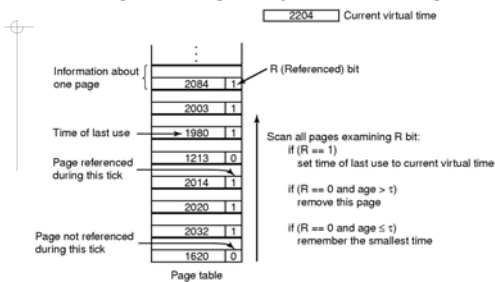 2204 Current virtual time
Information about
one page
R (Referenced) bit
2084 1
2003 1
Time of last use
1980 1
Scan all pages examining R bit:
if (R == 1)
set time of last use to current virtual time
1213 0
Page referenced
during this tick
2014 1
if (R == 0 and age > τ)
remove this page
2020 1
if (R == 0 and age ≤ τ)
remember the smallest time
2032 1
Page not referenced
during this tick
1620 0
Page table